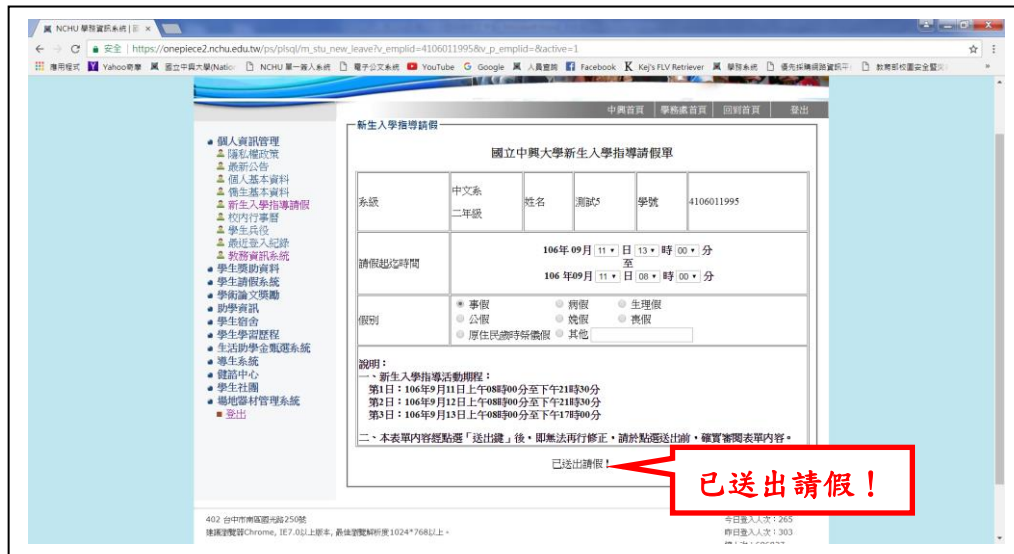 NCHU 學務資訊系統 | 新
安全 | https://onepiece2.nchu.edu.tw/ps/plsql/m_stu_new_leave?v_emplid=4106011995&v_p_emplid=&active=1
應用程式 Yahoo奇摩 國立中興大學(Natio NCHU 單一簽入系統 電子公文系統 YouTube Google 人員查詢 Facebook Kej's FLV Retriever 學務系統 優先採購網路資訊平 教育部校園安全暨災
中興首頁 學務處首頁 回到首頁 登出
個人資訊管理
隱私權政策
最新公告
個人基本資料
僑生基本資料
新生入學指導請假
校內行事曆
學生兵役
最近登入紀錄
教務資訊系統
學生獎助資料
學生請假系統
學術論文獎勵
助學資訊
學生宿舍
學生學習歷程
生活助學金甄選系統
導生系統
健諮中心
學生社團
場地器材管理系統
登出
新生入學指導請假
國立中興大學新生入學指導請假單
系級 中文系 二年級 姓名 測試5 學號 4106011995
請假起迄時間
106年 09月 11 日 13 時 00 分
至
106 年09月 11 日 08 時 00 分
假別
事假 病假 生理假
公假 娩假 喪假
原住民歲時祭儀假 其他
說明：
一、新生入學指導活動期程：
第1日：106年9月11日上午08時00分至下午21時30分
第2日：106年9月12日上午08時00分至下午21時30分
第3日：106年9月13日上午08時00分至下午17時00分
二、本表單內容經點選「送出鍵」後，即無法再行修正，請於點選送出前，確實審閱表單內容。
已送出請假！
已送出請假！
402 台中市南區國光路250號
建議瀏覽器Chrome, IE7.0以上版本, 最佳瀏覽解析度1024*768以上。
今日登入人次：265
昨日登入人次：303